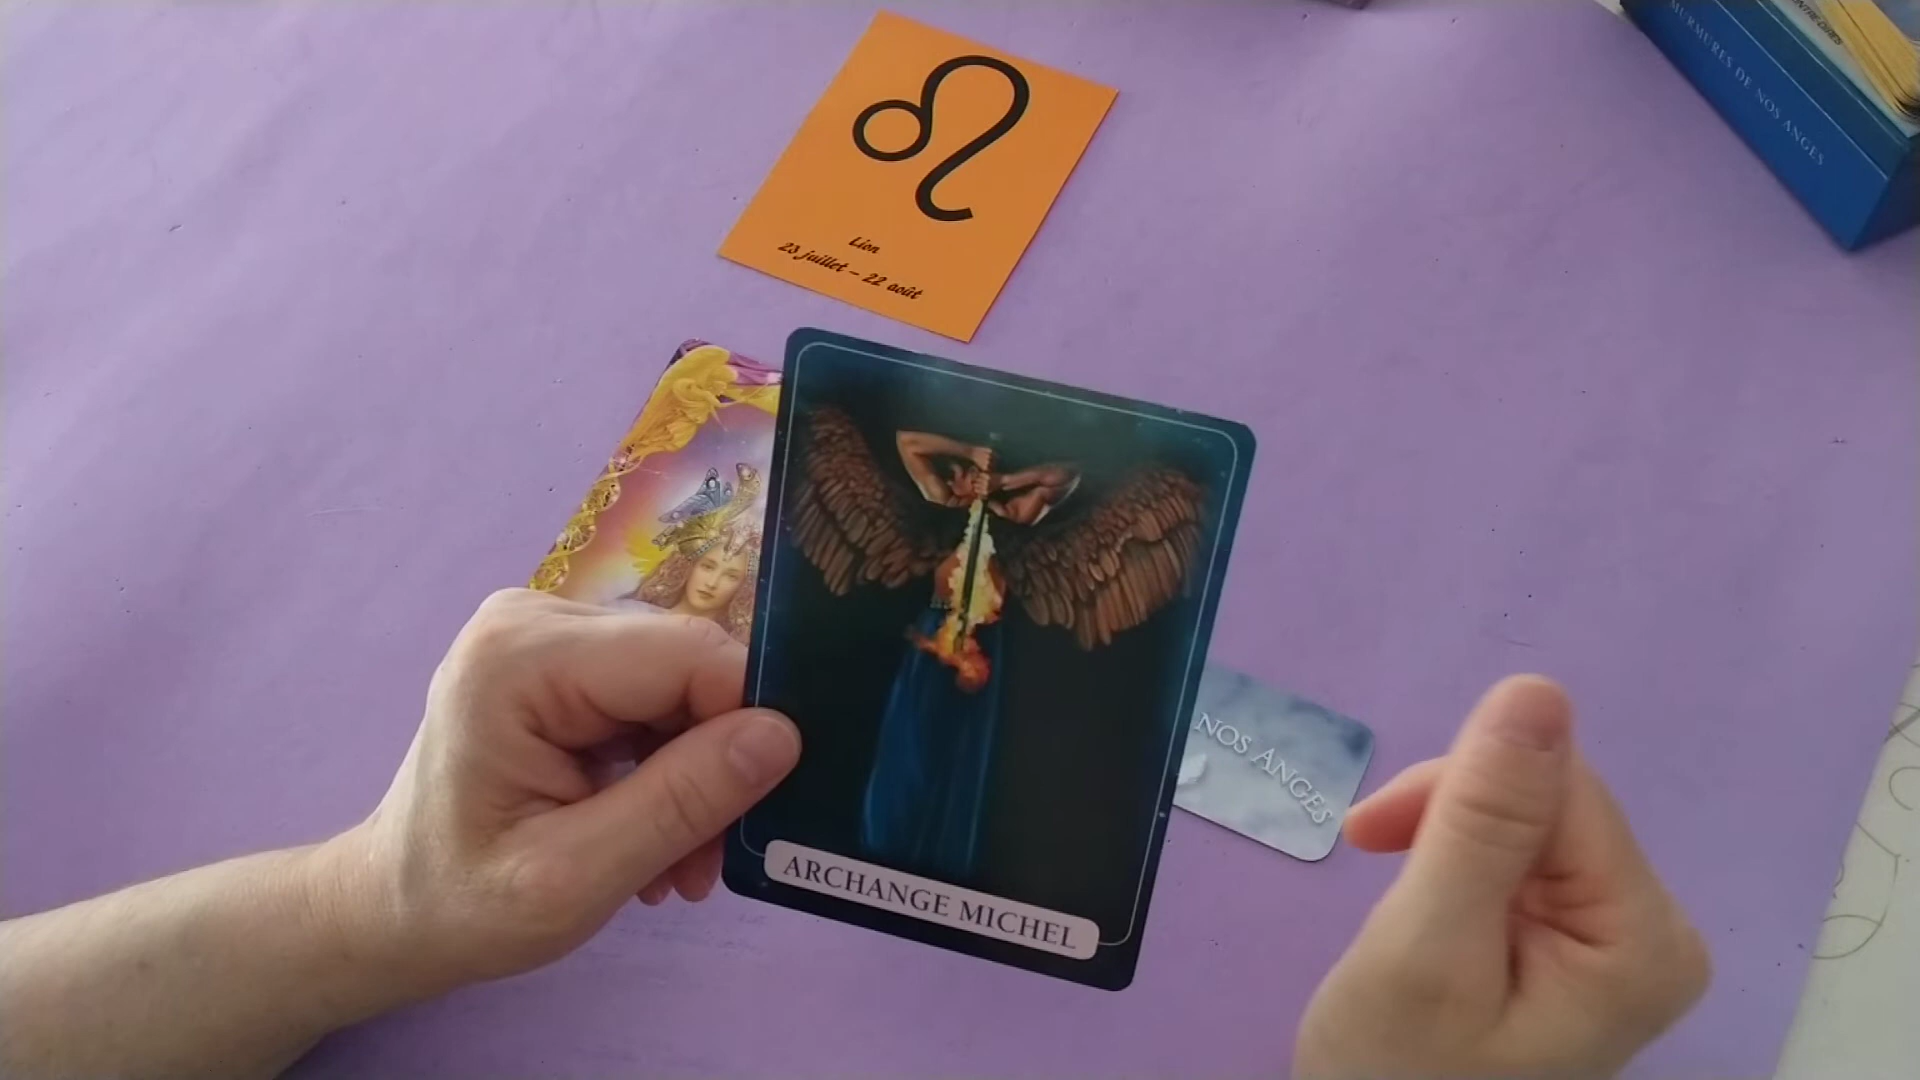 Lion
23 juillet – 22 août
MURMURES DE NOS ANGES
ARCHANGE MICHEL
NOS ANGES